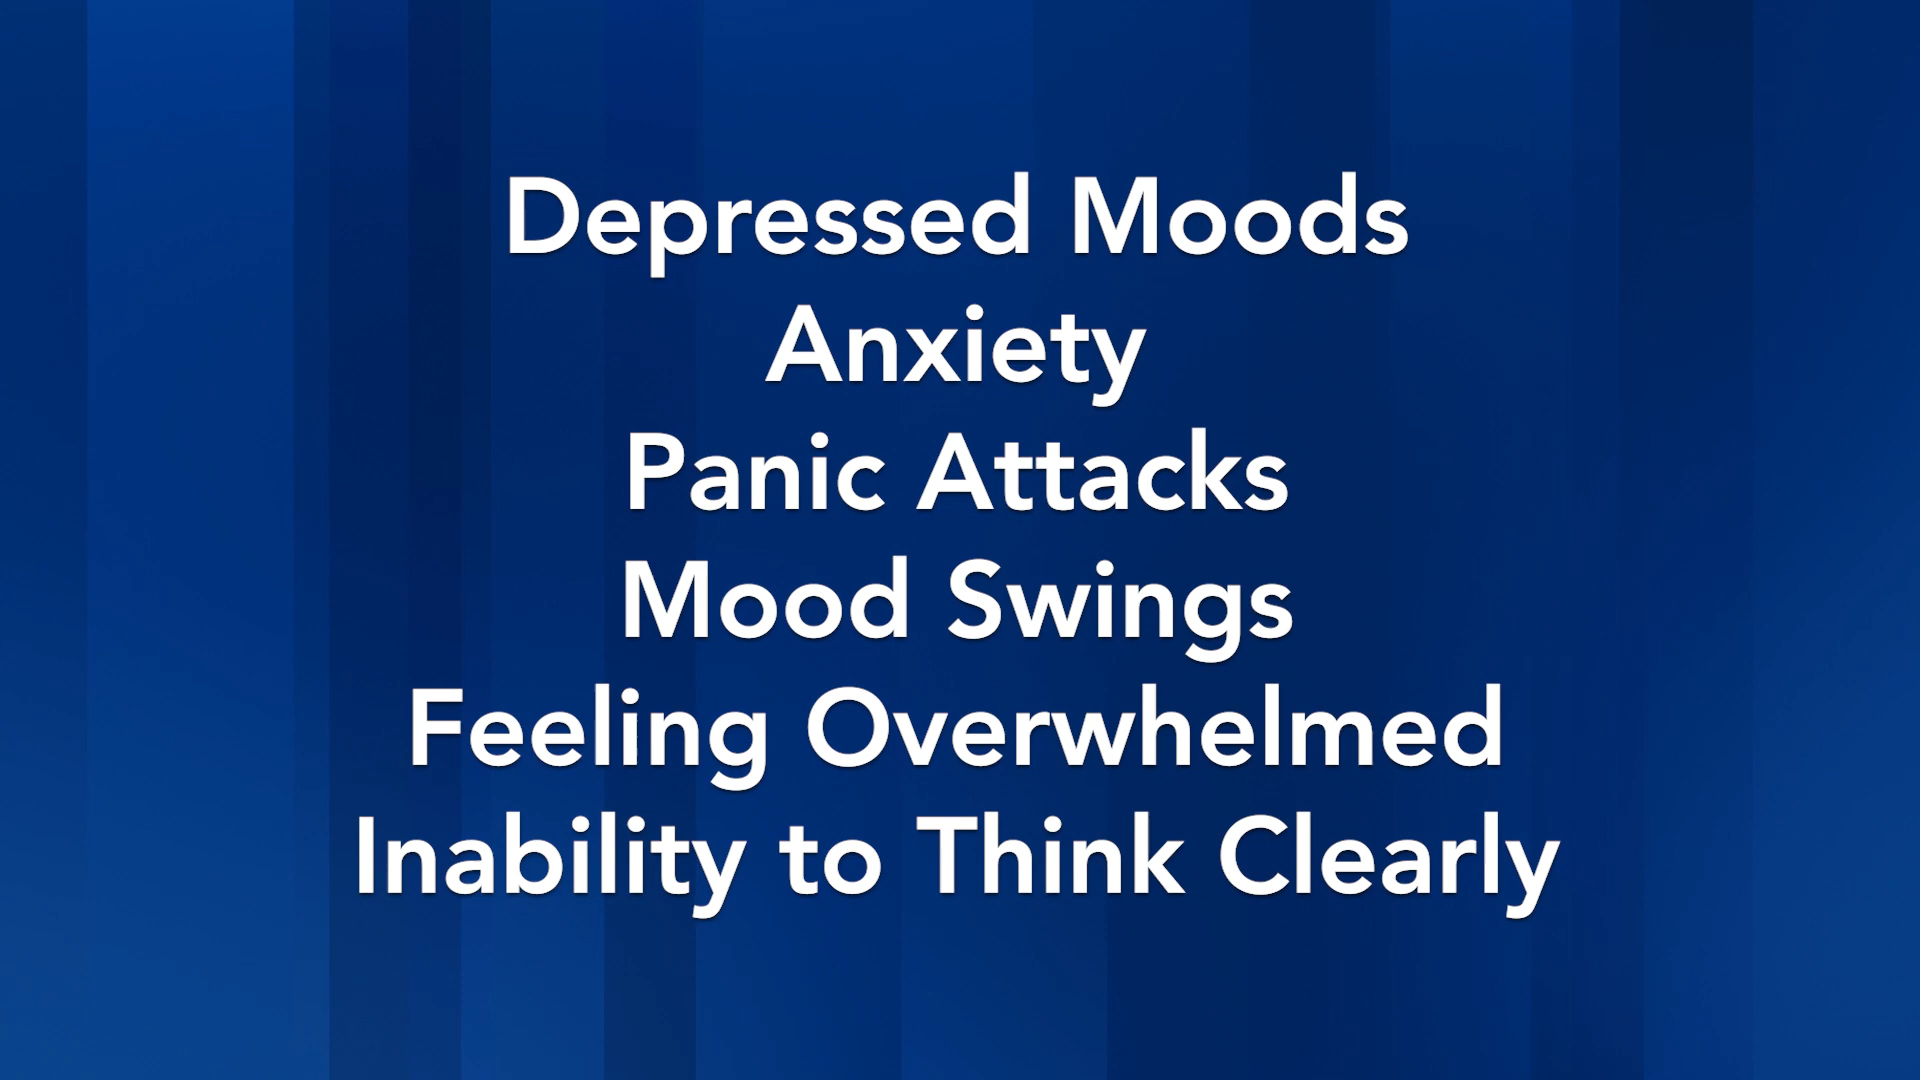 Depressed Moods
Anxiety
Panic Attacks
Mood Swings
Feeling Overwhelmed
Inability to Think Clearly